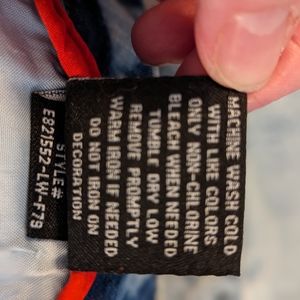 MACHINE WASH COLD
WITH LIKE COLORS
ONLY NON-CHLORINE
BLEACH WHEN NEEDED
TUMBLE DRY LOW
REMOVE PROMPTLY
WARM IRON IF NEEDED
DO NOT IRON ON
DECORATION
STYLE#
E821552-LW-F79